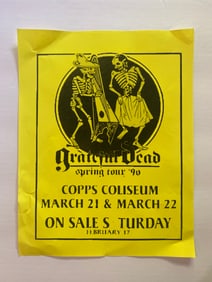 grateful Dead
spring tour '90
COPPS COLISEUM
MARCH 21 & MARCH 22
ON SALE S TURDAY
FEBRUARY 17